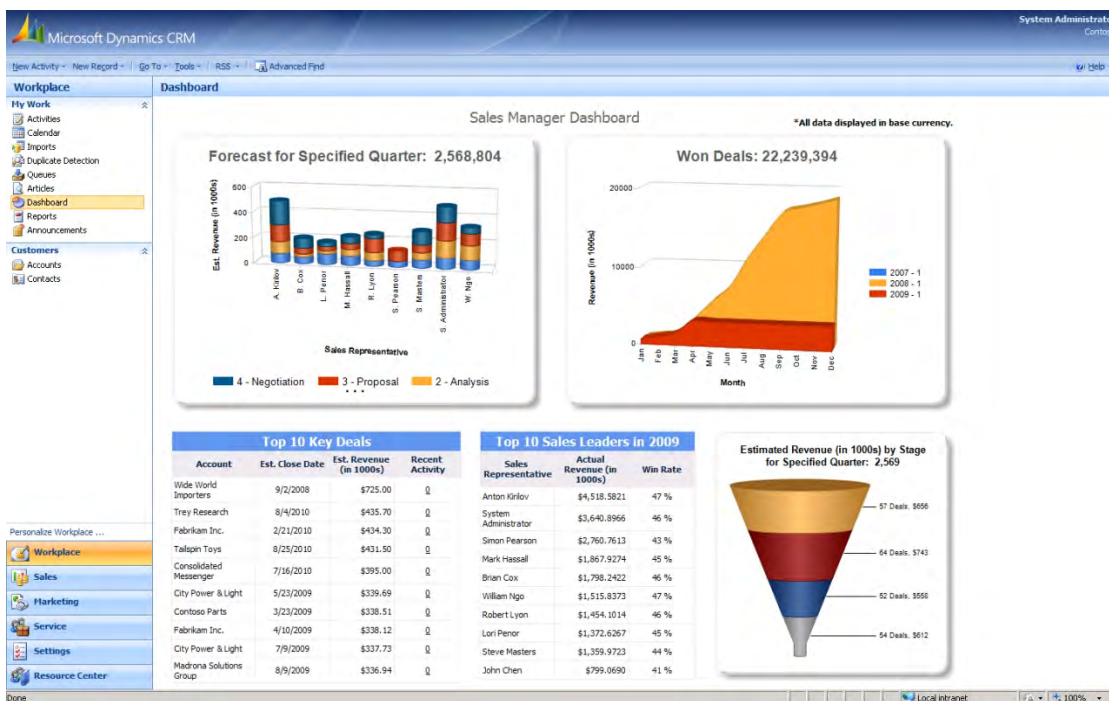 System Administrato
Microsoft Dynamics CRM
Conto
New Activity New Record Go To Tools RSS Advanced Find Help
Workplace Dashboard
My Work
Activities
Calendar
Imports
Duplicate Detection
Queues
Articles
Dashboard
Reports
Announcements
Customers
Accounts
Contacts
Sales Manager Dashboard
*All data displayed in base currency.
Forecast for Specified Quarter: 2,568,804
Est. Revenue (in 1000s)
600
400
200
0
A. Kirilov
B. Cox
L. Penor
M. Hassall
R. Lyon
S. Pearson
S. Masters
S. Administrator
W. Ngo
Sales Representative
4 - Negotiation 3 - Proposal 2 - Analysis
Won Deals: 22,239,394
Revenue (in 1000s)
20000
10000
0
Jan
Feb
Mar
Apr
May
Jun
Jul
Aug
Sep
Oct
Nov
Dec
Month
2007 - 1
2008 - 1
2009 - 1
Top 10 Key Deals
Account Est. Close Date Est. Revenue (in 1000s) Recent Activity
Wide World Importers 9/2/2008 $725.00 0
Trey Research 8/4/2010 $435.70 0
Fabrikam Inc. 2/21/2010 $434.30 0
Tailspin Toys 8/25/2010 $431.50 0
Consolidated Messenger 7/16/2010 $395.00 0
City Power & Light 5/23/2009 $339.69 0
Contoso Parts 3/23/2009 $338.51 0
Fabrikam Inc. 4/10/2009 $338.12 0
City Power & Light 7/9/2009 $337.73 0
Madrona Solutions Group 8/9/2009 $336.94 0
Top 10 Sales Leaders in 2009
Sales Representative Actual Revenue (in 1000s) Win Rate
Anton Kirilov $4,518.5821 47 %
System Administrator $3,640.8966 46 %
Simon Pearson $2,760.7613 43 %
Mark Hassall $1,867.9274 45 %
Brian Cox $1,798.2422 46 %
William Ngo $1,515.8373 47 %
Robert Lyon $1,454.1014 46 %
Lori Penor $1,372.6267 45 %
Steve Masters $1,359.9723 44 %
John Chen $799.0690 41 %
Estimated Revenue (in 1000s) by Stage
for Specified Quarter: 2,569
57 Deals, $656
64 Deals, $743
52 Deals, $558
54 Deals, $612
Personalize Workplace ...
Workplace
Sales
Marketing
Service
Settings
Resource Center
Done Local intranet 100%